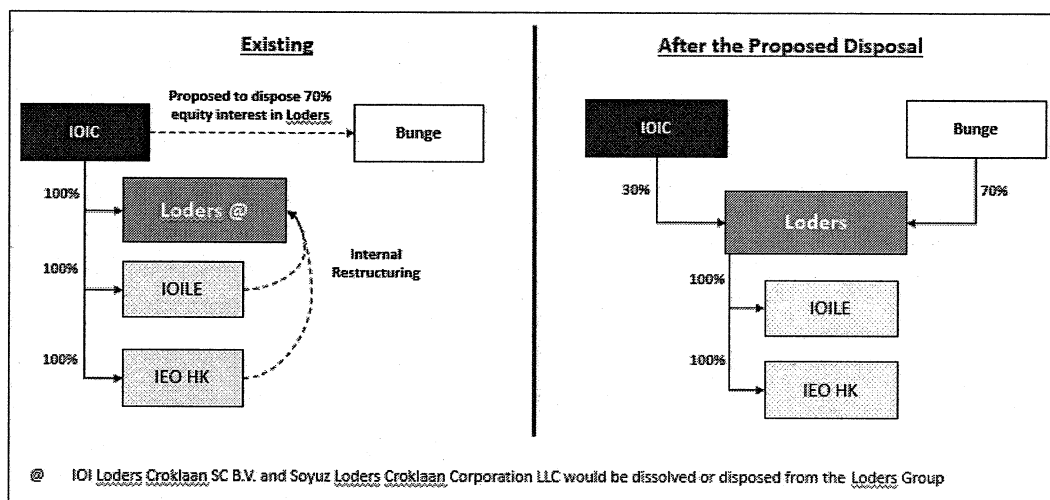 Existing
Proposed to dispose 70%
equity interest in Loders
IOIC
Bunge
100%
Loders @
100%
IOILE
Internal
Restructuring
100%
IEO HK
After the Proposed Disposal
IOIC
Bunge
30%
70%
Loders
100%
IOILE
100%
IEO HK
@ IOI Loders Croklaan SC B.V. and Soyuz Loders Croklaan Corporation LLC would be dissolved or disposed from the Loders Group